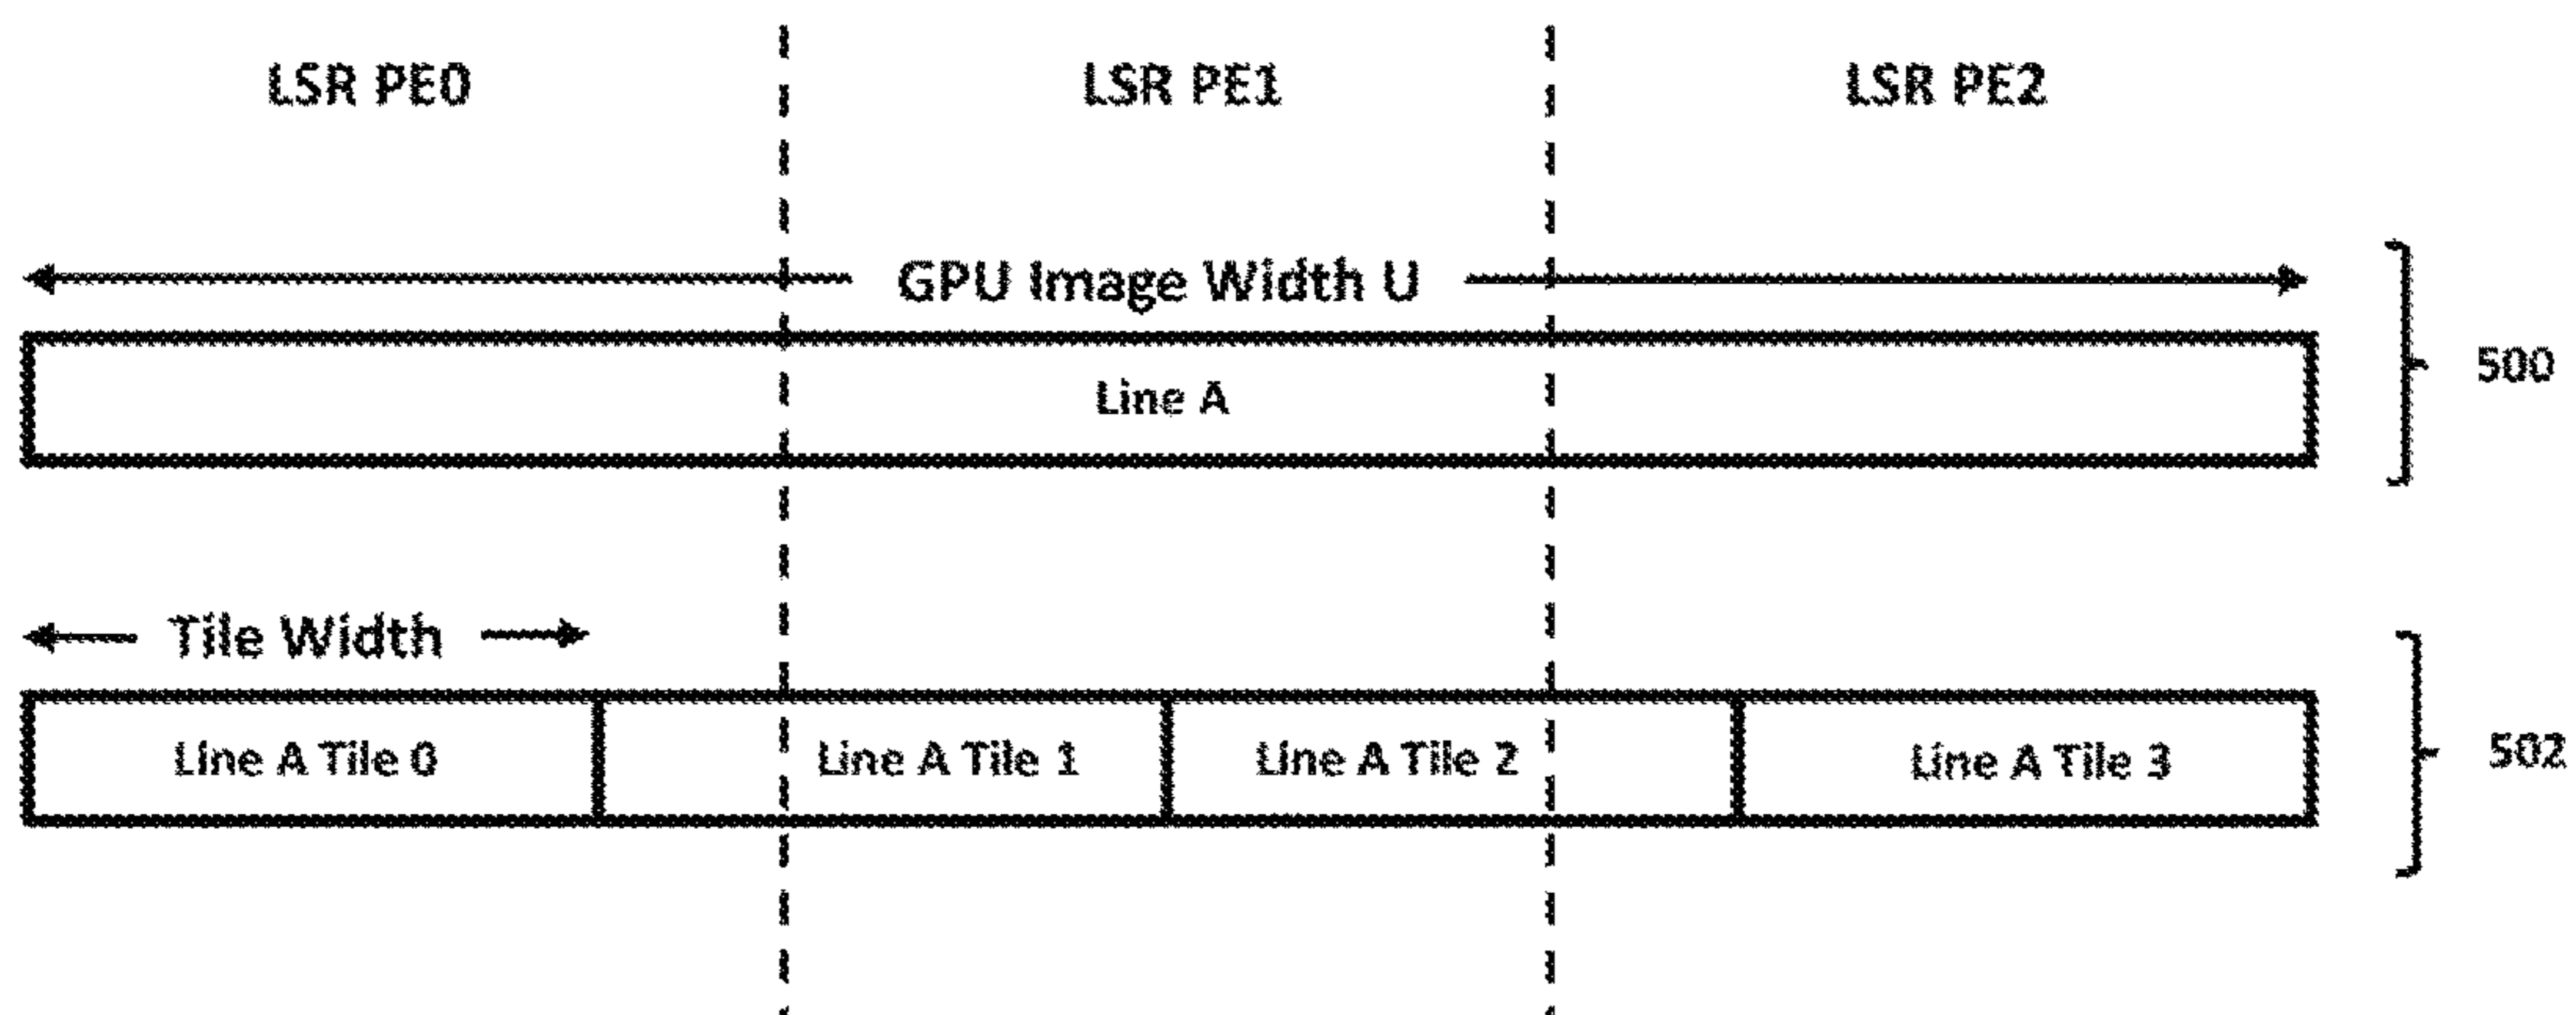 LSR PE0 LSR PE1 LSR PE2
GPU Image Width U
Line A
500
Tile Width
Line A Tile 0 Line A Tile 1 Line A Tile 2 Line A Tile 3
502